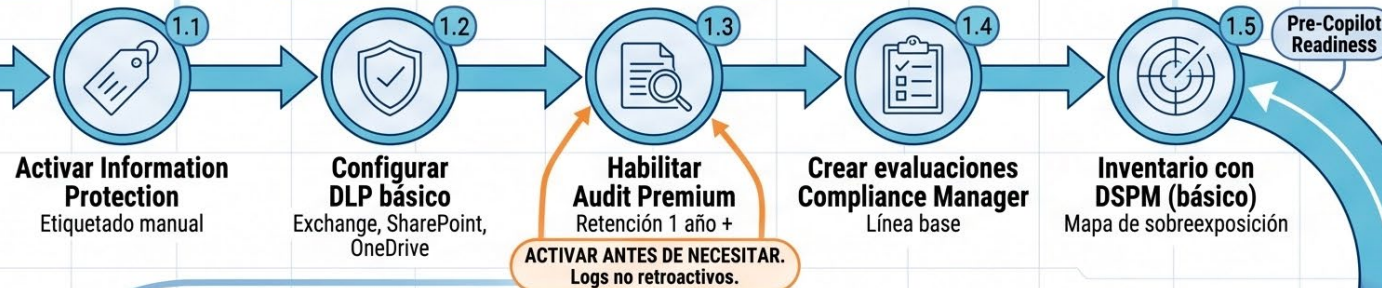 1.1
Activar Information
Protection
Etiquetado manual
1.2
Configurar
DLP básico
Exchange, SharePoint,
OneDrive
1.3
Habilitar
Audit Premium
Retención 1 año +
ACTIVAR ANTES DE NECESITAR.
Logs no retroactivos.
1.4
Crear evaluaciones
Compliance Manager
Línea base
1.5
Inventario con
DSPM (básico)
Mapa de sobreexposición
Pre-Copilot
Readiness